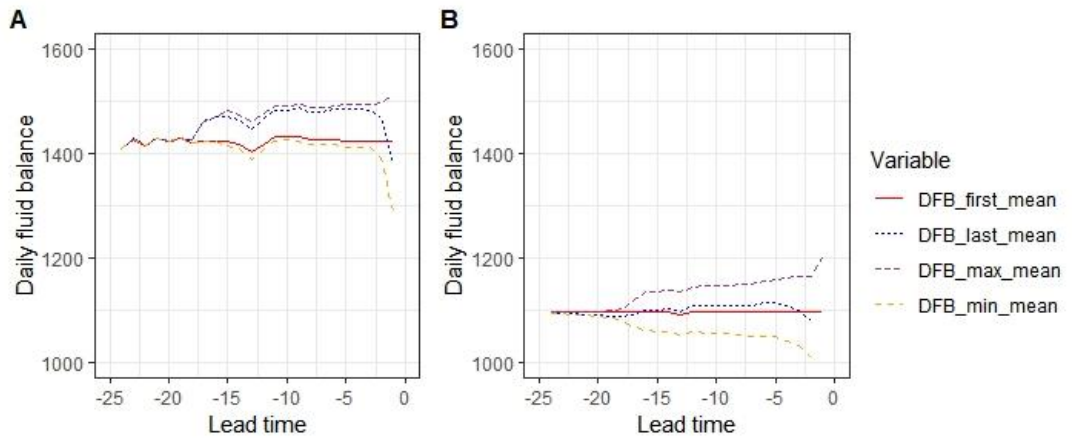 A
B
1600
1400
1200
1000
Daily fluid balance
-25
-20
-15
-10
-5
0
Lead time
1600
1400
1200
1000
Daily fluid balance
-25
-20
-15
-10
-5
0
Lead time
Variable
DFB_first_mean
DFB_last_mean
DFB_max_mean
DFB_min_mean